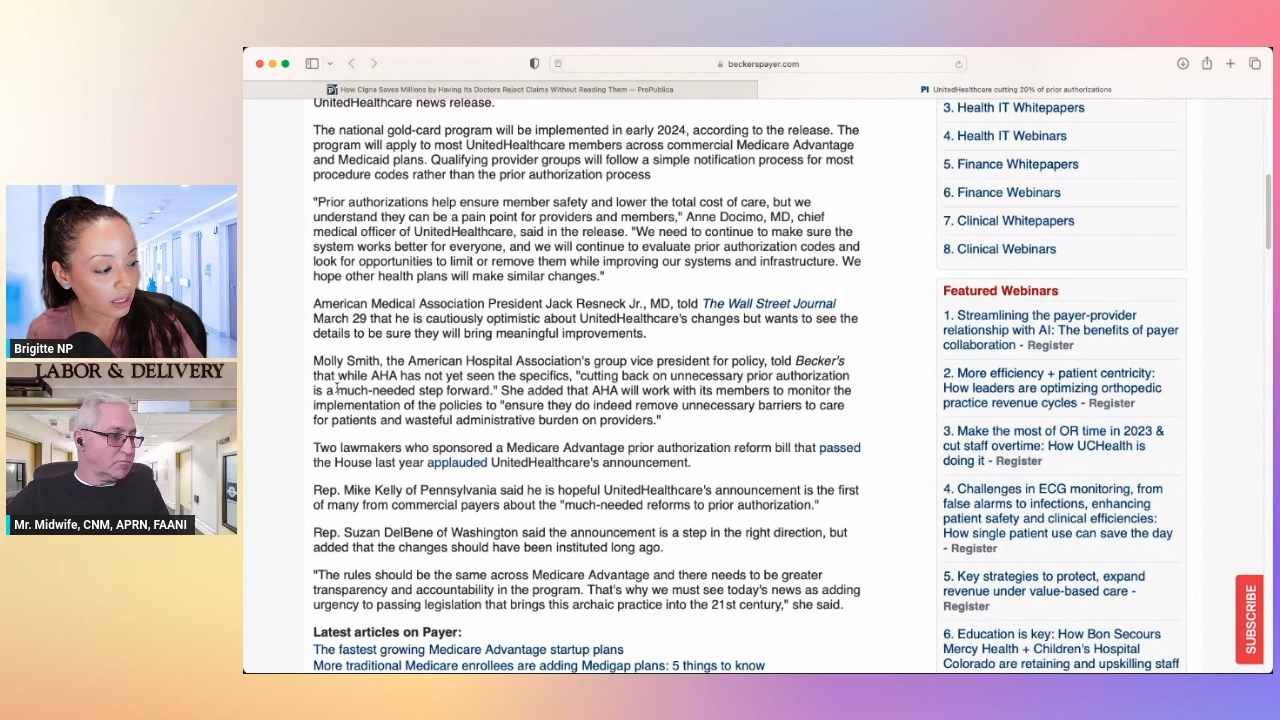 beckerspayer.com
How Cigna Saves Millions by Having Its Doctors Reject Claims Without Reading Them — ProPublica
PI UnitedHealthcare cutting 20% of prior authorizations
UnitedHealthcare news release.
The national gold-card program will be implemented in early 2024, according to the release. The
program will apply to most UnitedHealthcare members across commercial Medicare Advantage
and Medicaid plans. Qualifying provider groups will follow a simple notification process for most
procedure codes rather than the prior authorization process
"Prior authorizations help ensure member safety and lower the total cost of care, but we
understand they can be a pain point for providers and members," Anne Docimo, MD, chief
medical officer of UnitedHealthcare, said in the release. "We need to continue to make sure the
system works better for everyone, and we will continue to evaluate prior authorization codes and
look for opportunities to limit or remove them while improving our systems and infrastructure. We
hope other health plans will make similar changes."
American Medical Association President Jack Resneck Jr., MD, told The Wall Street Journal
March 29 that he is cautiously optimistic about UnitedHealthcare's changes but wants to see the
details to be sure they will bring meaningful improvements.
Molly Smith, the American Hospital Association's group vice president for policy, told Becker's
that while AHA has not yet seen the specifics, "cutting back on unnecessary prior authorization
is a much-needed step forward." She added that AHA will work with its members to monitor the
implementation of the policies to "ensure they do indeed remove unnecessary barriers to care
for patients and wasteful administrative burden on providers."
Two lawmakers who sponsored a Medicare Advantage prior authorization reform bill that passed
the House last year applauded UnitedHealthcare's announcement.
Rep. Mike Kelly of Pennsylvania said he is hopeful UnitedHealthcare's announcement is the first
of many from commercial payers about the "much-needed reforms to prior authorization."
Rep. Suzan DelBene of Washington said the announcement is a step in the right direction, but
added that the changes should have been instituted long ago.
"The rules should be the same across Medicare Advantage and there needs to be greater
transparency and accountability in the program. That's why we must see today's news as adding
urgency to passing legislation that brings this archaic practice into the 21st century," she said.
Latest articles on Payer:
The fastest growing Medicare Advantage startup plans
More traditional Medicare enrollees are adding Medigap plans: 5 things to know
3. Health IT Whitepapers
4. Health IT Webinars
5. Finance Whitepapers
6. Finance Webinars
7. Clinical Whitepapers
8. Clinical Webinars
Featured Webinars
1. Streamlining the payer-provider
relationship with AI: The benefits of payer
collaboration - Register
2. More efficiency + patient centricity:
How leaders are optimizing orthopedic
practice revenue cycles - Register
3. Make the most of OR time in 2023 &
cut staff overtime: How UCHealth is
doing it - Register
4. Challenges in ECG monitoring, from
false alarms to infections, enhancing
patient safety and clinical efficiencies:
How single patient use can save the day
- Register
5. Key strategies to protect, expand
revenue under value-based care -
Register
6. Education is key: How Bon Secours
Mercy Health + Children's Hospital
Colorado are retaining and upskilling staff
SUBSCRIBE
Brigitte NP
LABOR & DELIVERY
Mr. Midwife, CNM, APRN, FAANI